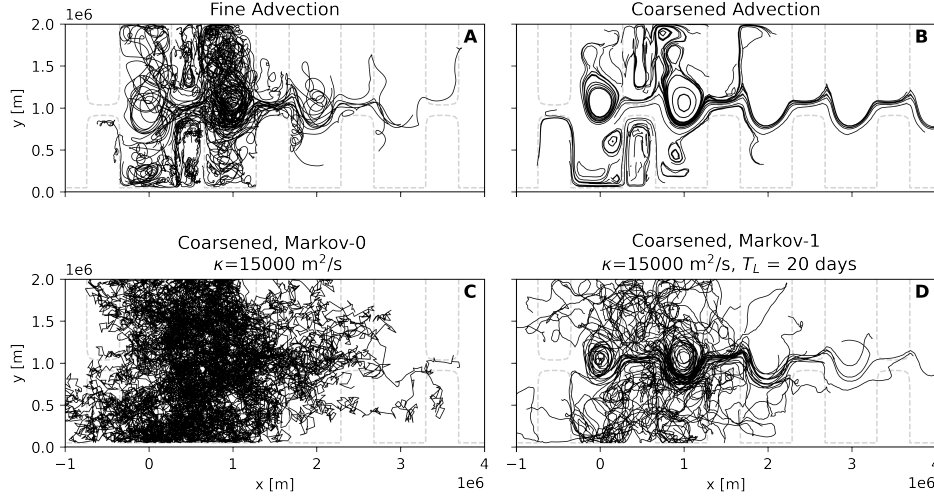 Fine Advection
Coarsened Advection
1e6
2.0
1.5
1.0
0.5
0.0
y [m]
A
B
Coarsened, Markov-0
κ=15000 m²/s
Coarsened, Markov-1
κ=15000 m²/s, T_L = 20 days
1e6
2.0
1.5
1.0
0.5
0.0
y [m]
C
D
−1 0 1 2 3 4
−1 0 1 2 3 4
x [m]
1e6
x [m]
1e6